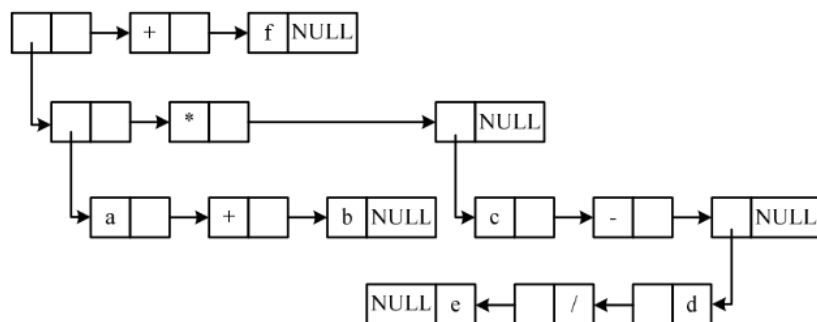 + f NULL
* NULL
a + b NULL c - NULL
NULL e / d